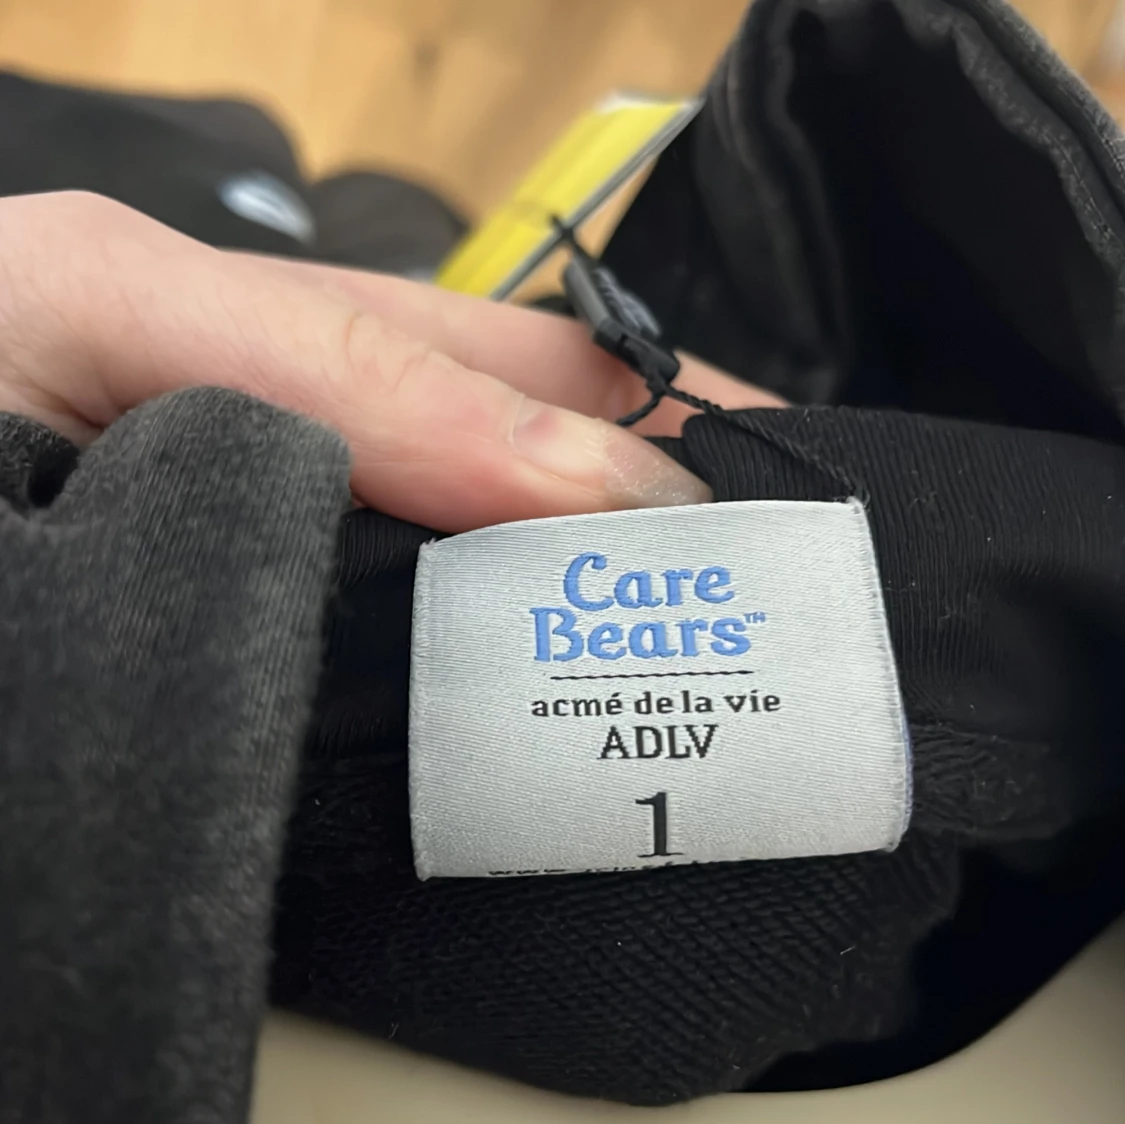 Care
Bears™
acmé de la vie
ADLV
1